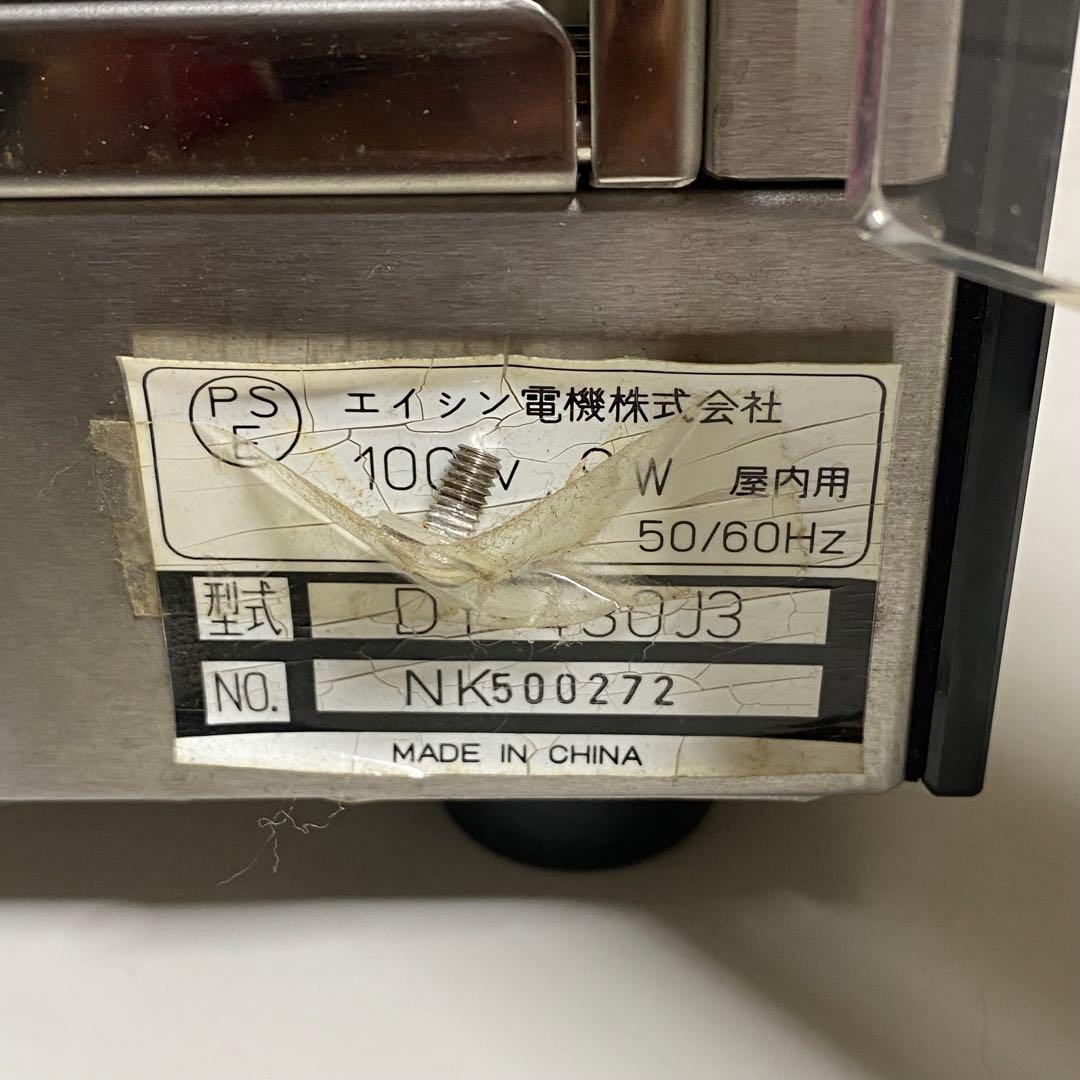 PS
E
エイシン電機株式会社
屋内用
50/60Hz
型式
NO. NK500272
MADE IN CHINA